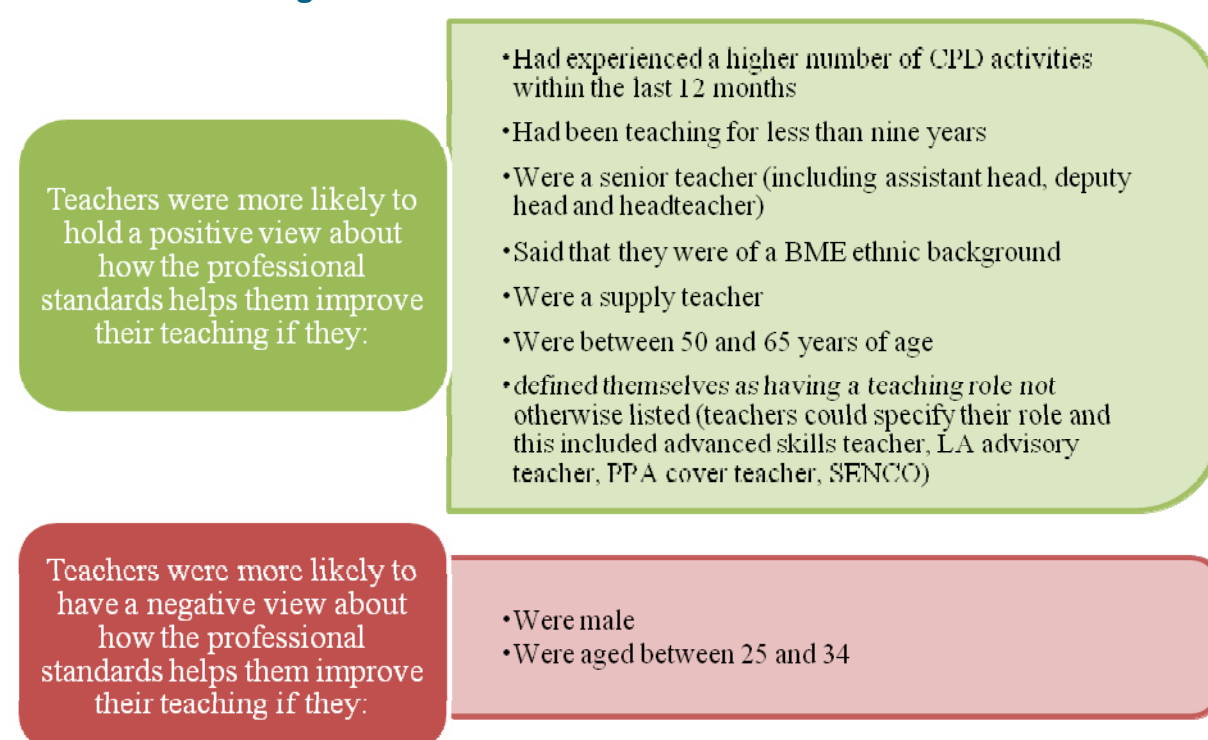 Teachers were more likely to
hold a positive view about
how the professional
standards helps them improve
their teaching if they:
•Had experienced a higher number of CPD activities
within the last 12 months
•Had been teaching for less than nine years
•Were a senior teacher (including assistant head, deputy
head and headteacher)
•Said that they were of a BME ethnic background
•Were a supply teacher
•Were between 50 and 65 years of age
•defined themselves as having a teaching role not
otherwise listed (teachers could specify their role and
this included advanced skills teacher, LA advisory
teacher, PPA cover teacher, SENCO)
Teachers were more likely to
have a negative view about
how the professional
standards helps them improve
their teaching if they:
•Were male
•Were aged between 25 and 34